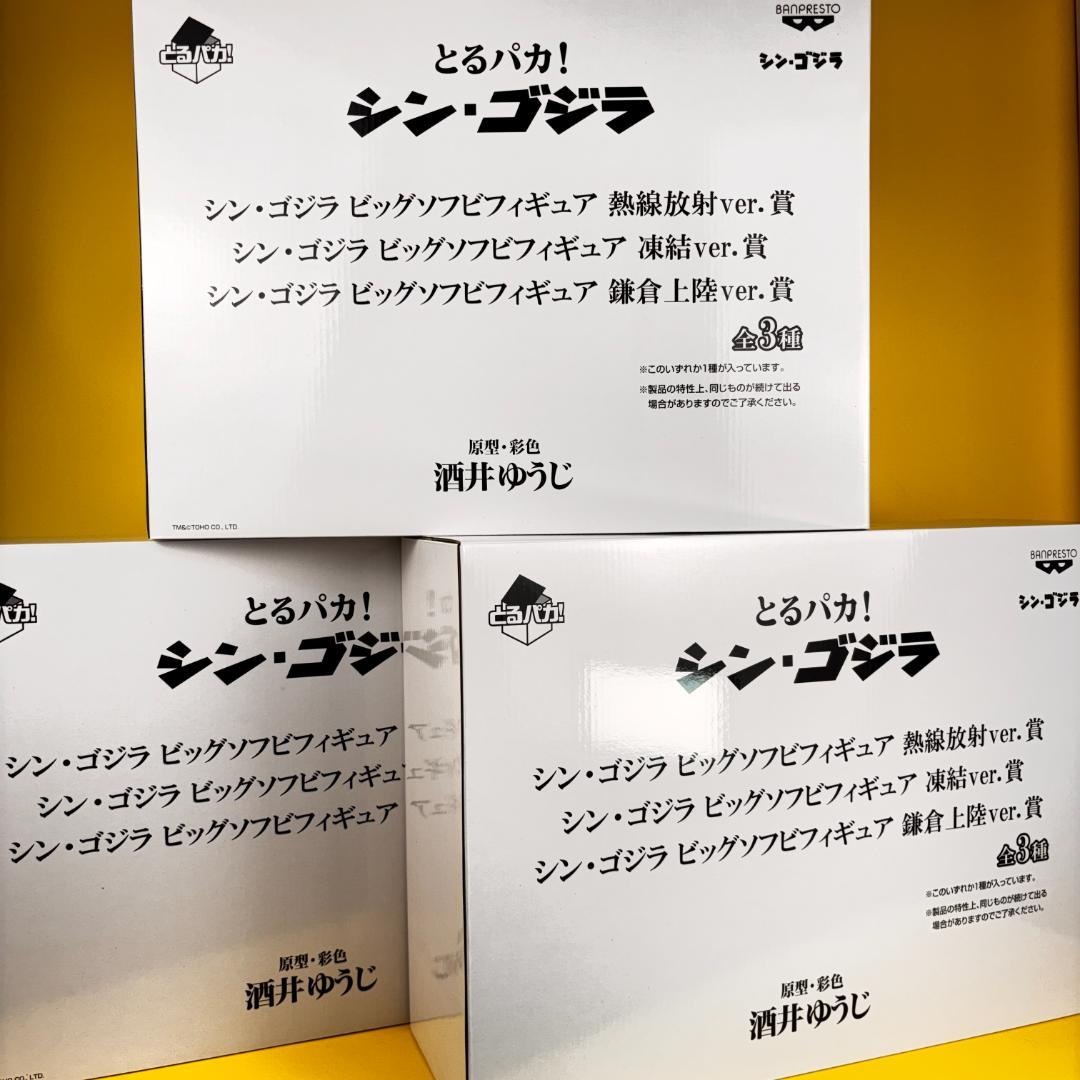 とるパカ!
とるパカ!
BANPRESTO
シン・ゴジラ
シン・ゴジラ
シン・ゴジラ ビッグソフビフィギュア 熱線放射ver.賞
シン・ゴジラ ビッグソフビフィギュア 凍結ver.賞
シン・ゴジラ ビッグソフビフィギュア 鎌倉上陸ver.賞
全3種
※このいずれか1種が入っています。
※製品の特性上、同じものが続けて出る
場合がありますのでご了承ください。
原型・彩色
酒井ゆうじ
TM&©TOHO CO., LTD.
パカ!
とるパカ!
シン・ゴジ
シン・ゴジラ ビッグソフビフィギュア
シン・ゴジラ ビッグソフビフィギュ
シン・ゴジラ ビッグソフビフィギュア
原型・彩色
酒井ゆうじ
CO., LTD.
とるパカ!
とるパカ!
BANPRESTO
シン・ゴジラ
シン・ゴジラ
シン・ゴジラ ビッグソフビフィギュア 熱線放射ver.賞
シン・ゴジラ ビッグソフビフィギュア 凍結ver.賞
シン・ゴジラ ビッグソフビフィギュア 鎌倉上陸ver.賞
全3種
※このいずれか1種が入っています。
※製品の特性上、同じものが続けて出る
場合がありますのでご了承ください。
原型・彩色
酒井ゆうじ